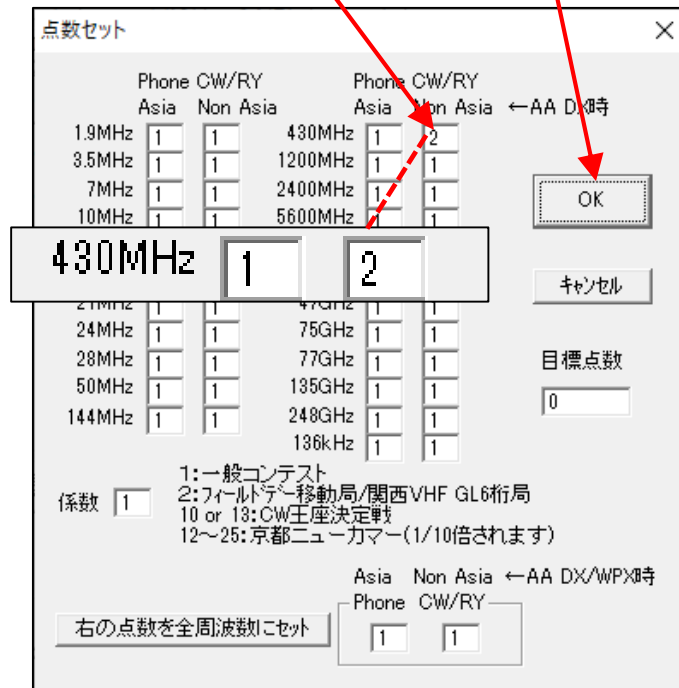 点数セット
Phone CW/RY Phone CW/RY
Asia Non Asia Asia Non Asia ←AA DX時
1.9MHz 1 1 430MHz 1 2
3.5MHz 1 1 1200MHz 1 1
7MHz 1 1 2400MHz 1 1
10MHz 1 1 5600MHz 1 1
OK
430MHz 1 2
キャンセル
21MHz 1 1 47GHz 1 1
24MHz 1 1 75GHz 1 1
28MHz 1 1 77GHz 1 1
50MHz 1 1 135GHz 1 1
144MHz 1 1 248GHz 1 1
136kHz 1 1
目標点数
0
係数 1
1:一般コンテスト
2:フィールドデー移動局/関西VHF GL6桁局
10 or 13:CW王座決定戦
12～25:京都ニューカマー(1/10倍されます)
Asia Non Asia ←AA DX/WPX時
Phone CW/RY
右の点数を全周波数にセット 1 1